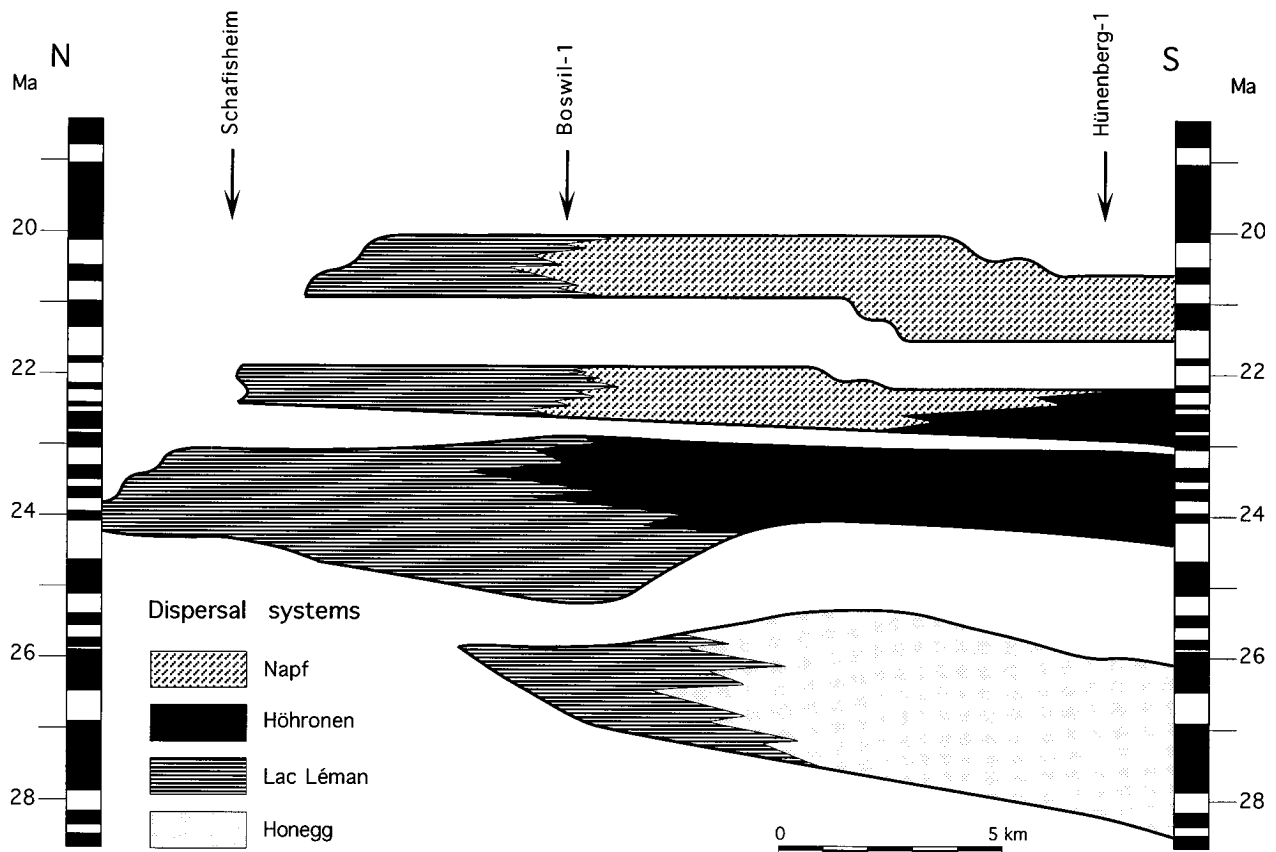 N
S
Ma
Ma
Schafisheim
Boswil-1
Hünenberg-1
20
20
22
22
24
24
26
26
28
28
Dispersal systems
Napf
Höhronen
Lac Léman
Honegg
0
5 km